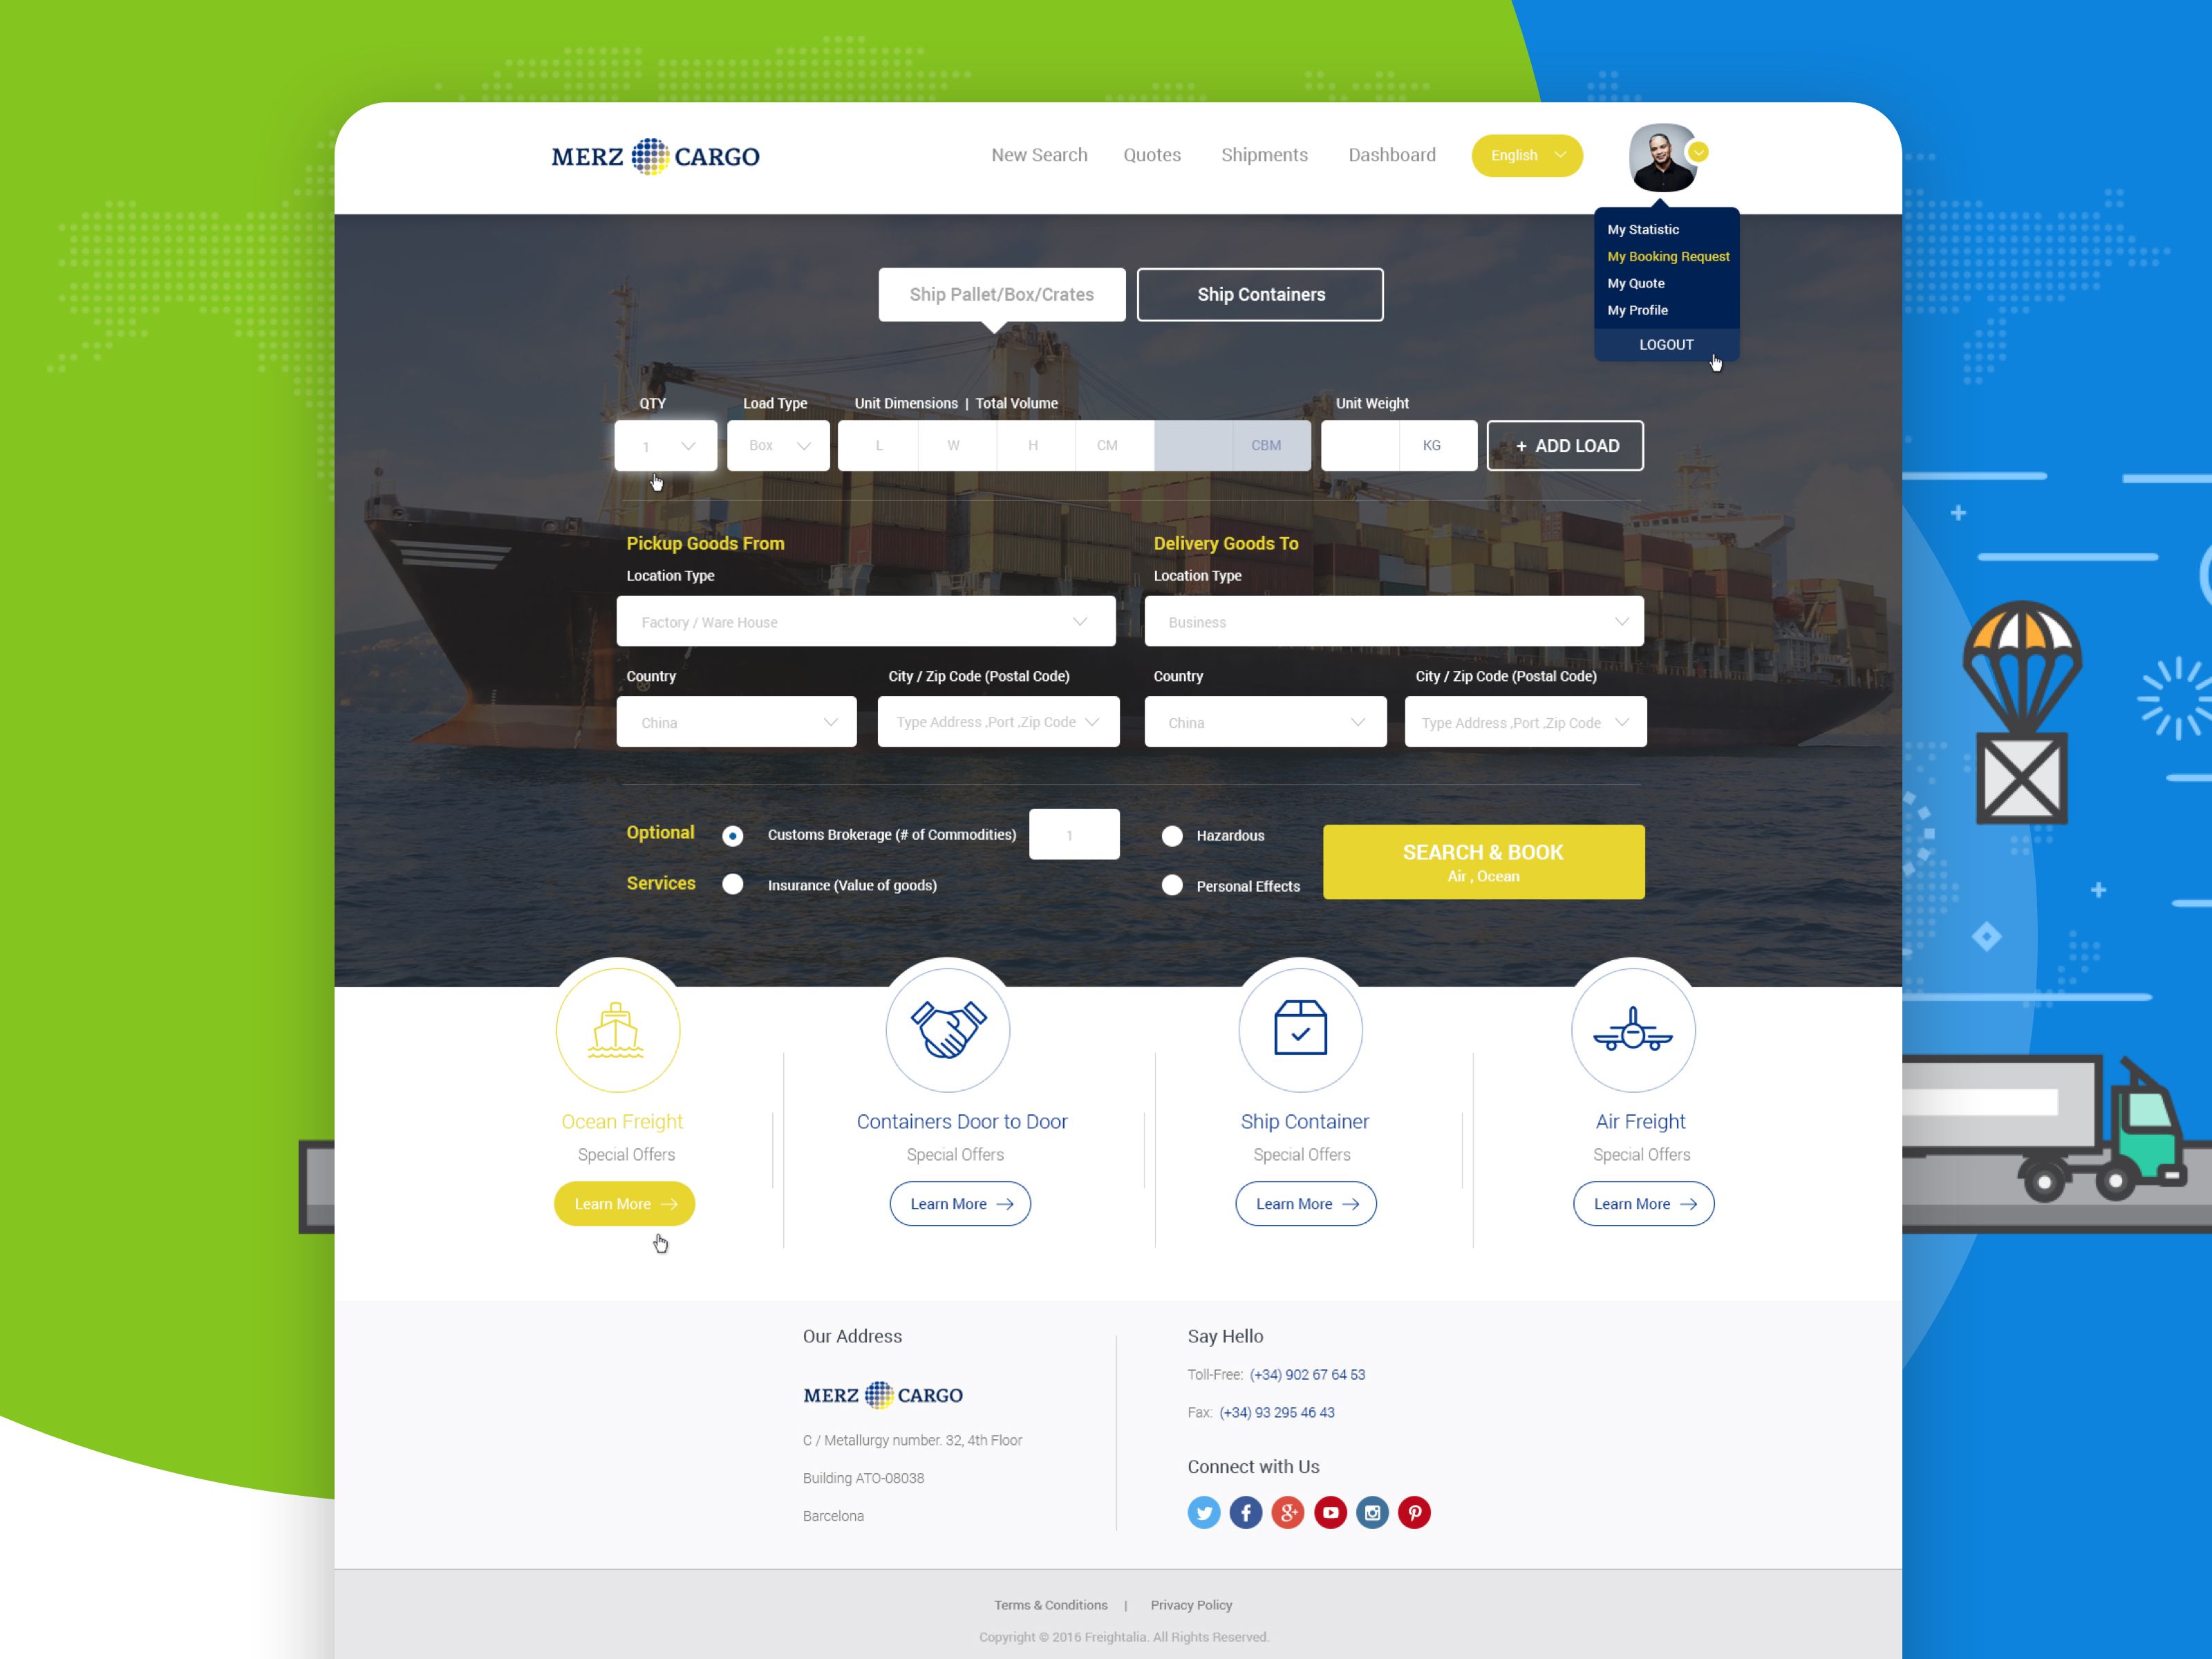 MERZ CARGO
New Search Quotes Shipments Dashboard English
My Statistic
My Booking Request
My Quote
My Profile
LOGOUT
Ship Pallet/Box/Crates Ship Containers
QTY Load Type Unit Dimensions | Total Volume Unit Weight
1 Box L W H CM CBM KG + ADD LOAD
Pickup Goods From Delivery Goods To
Location Type Location Type
Factory / Ware House Business
Country City / Zip Code (Postal Code) Country City / Zip Code (Postal Code)
China Type Address ,Port ,Zip Code China Type Address ,Port ,Zip Code
Optional Customs Brokerage (# of Commodities) 1 Hazardous
Services Insurance (Value of goods) Personal Effects
SEARCH & BOOK
Air , Ocean
Ocean Freight Containers Door to Door Ship Container Air Freight
Special Offers Special Offers Special Offers Special Offers
Learn More Learn More Learn More Learn More
Our Address
MERZ CARGO
C / Metallurgy number. 32, 4th Floor
Building ATO-08038
Barcelona
Say Hello
Toll-Free: (+34) 902 67 64 53
Fax: (+34) 93 295 46 43
Connect with Us
Terms & Conditions | Privacy Policy
Copyright © 2016 Freightalia. All Rights Reserved.